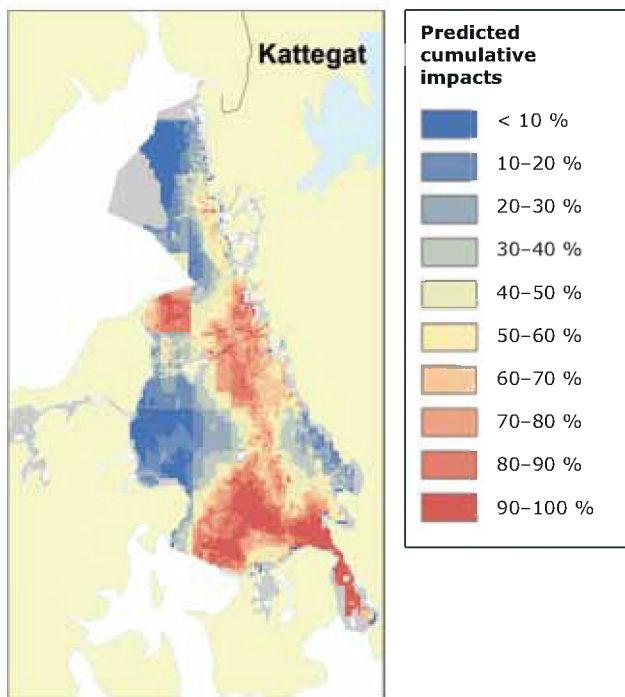 Kattegat
Predicted
cumulative
impacts
< 10 %
10–20 %
20–30 %
30–40 %
40–50 %
50–60 %
60–70 %
70–80 %
80–90 %
90–100 %